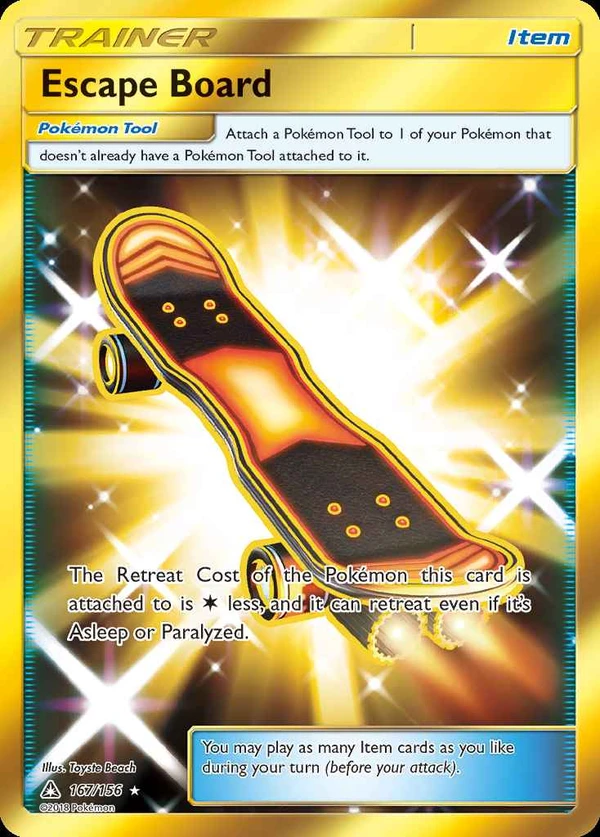 TRAINER
Item
Escape Board
Pokémon Tool
Attach a Pokémon Tool to 1 of your Pokémon that
doesn't already have a Pokémon Tool attached to it.
The Retreat Cost of the Pokémon this card is
attached to is ✷ less, and it can retreat even if it's
Asleep or Paralyzed.
You may play as many Item cards as you like
during your turn (before your attack).
Illus. Toyste Beach
167/156 ★
©2018 Pokémon